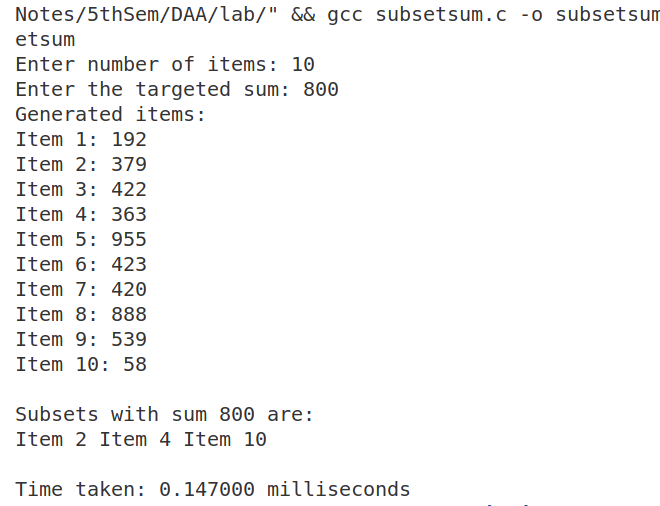 Notes/5thSem/DAA/lab/" && gcc subsetsum.c -o subsetsum
etsum
Enter number of items: 10
Enter the targeted sum: 800
Generated items:
Item 1: 192
Item 2: 379
Item 3: 422
Item 4: 363
Item 5: 955
Item 6: 423
Item 7: 420
Item 8: 888
Item 9: 539
Item 10: 58
Subsets with sum 800 are:
Item 2 Item 4 Item 10
Time taken: 0.147000 milliseconds